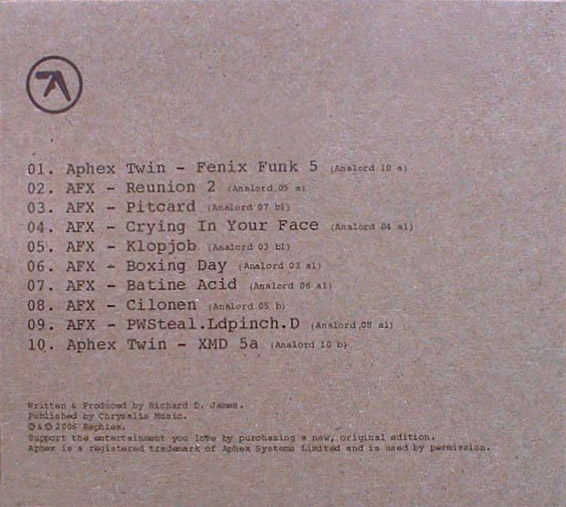 01. Aphex Twin - Fenix Funk 5 (Analord 10 a)
02. AFX - Reunion 2 (Analord 05 a)
03. AFX - Pitcard (Analord 07 b1)
04. AFX - Crying In Your Face (Analord 04 a1)
05. AFX - Klopjob (Analord 03 b1)
06. AFX - Boxing Day (Analord 03 a1)
07. AFX - Batine Acid (Analord 06 a1)
08. AFX - Cilonen (Analord 05 b)
09. AFX - PWSteal.Ldpinch.D (Analord 08 a1)
10. Aphex Twin - XMD 5a (Analord 10 b)
Written & Produced by Richard D. James.
Published by Chrysalis Music.
℗ & © 2006 Rephlex.
Support the entertainment you love by purchasing a new, original edition.
Aphex is a registered trademark of Aphex Systems Limited and is used by permission.